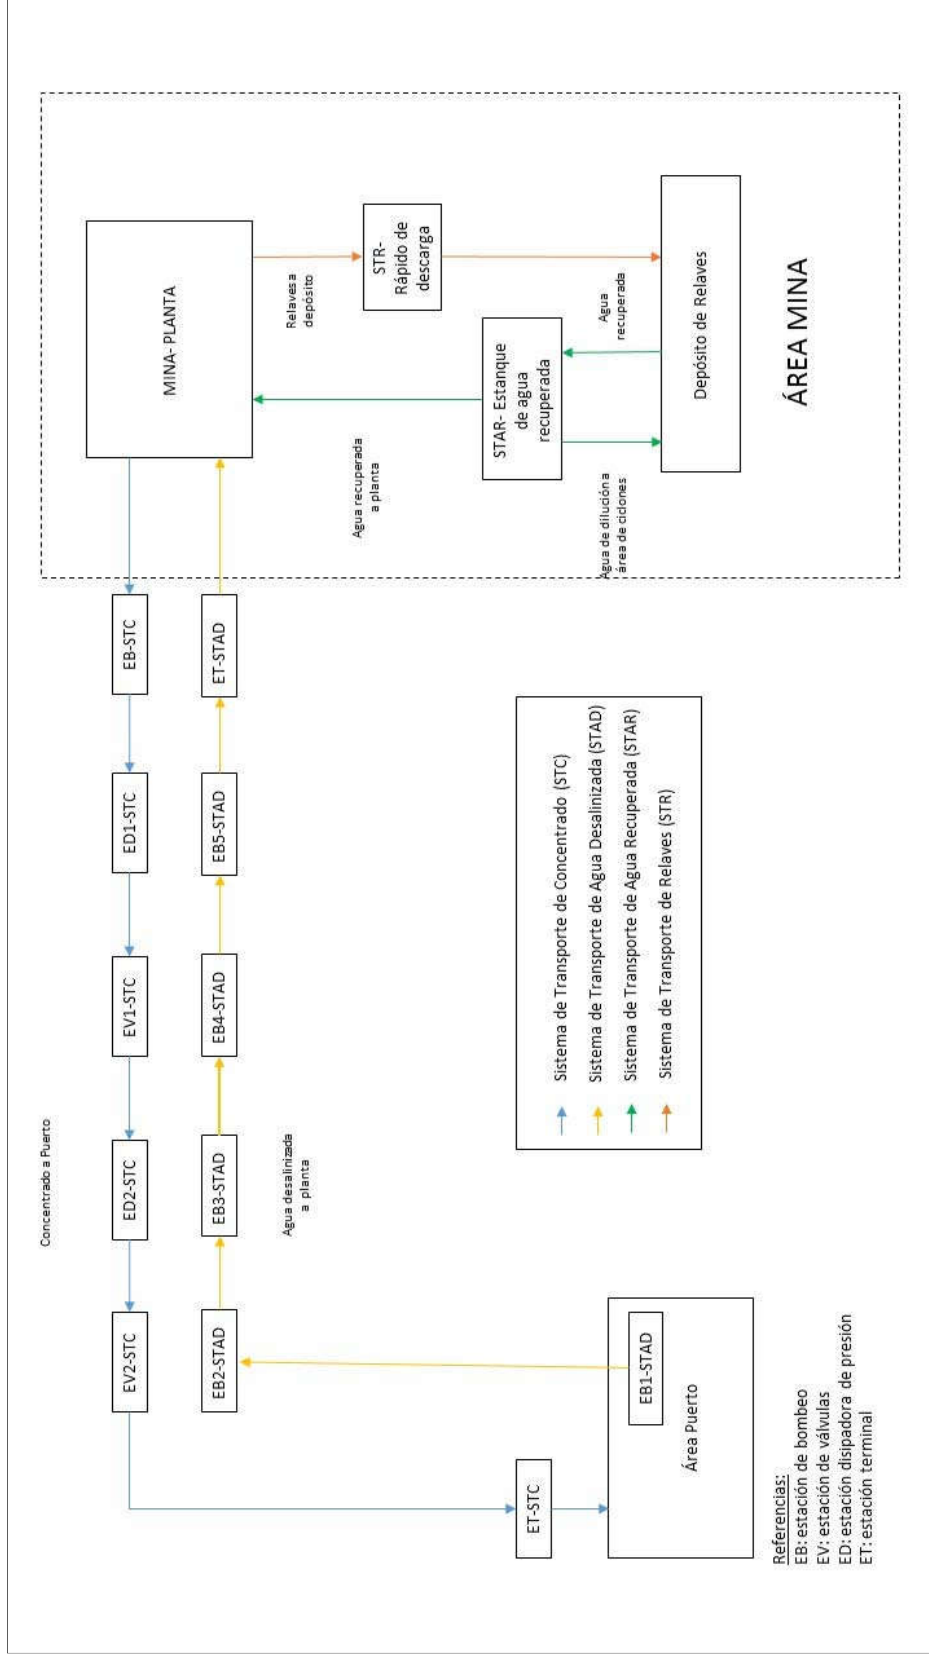 Concentrado a Puerto
EV2-STC
ED2-STC
EV1-STC
ED1-STC
EB-STC
EB2-STAD
EB3-STAD
EB4-STAD
EB5-STAD
ET-STAD
Agua desalinizada
a planta
MINA- PLANTA
Relaves a
depósito
STR-
Rápido de
descarga
Agua recuperada
a planta
STAR- Estanque
de agua
recuperada
Agua
recuperada
Agua de dilución a
área de ciclones
Depósito de Relaves
ÁREA MINA
ET-STC
EB1-STAD
Área Puerto
Sistema de Transporte de Concentrado (STC)
Sistema de Transporte de Agua Desalinizada (STAD)
Sistema de Transporte de Agua Recuperada (STAR)
Sistema de Transporte de Relaves (STR)
Referencias:
EB: estación de bombeo
EV: estación de válvulas
ED: estación disipadora de presión
ET: estación terminal